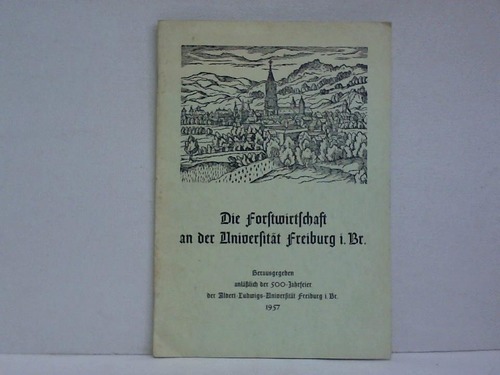 Die Forstwirtschaft
an der Universität Freiburg i. Br.
Herausgegeben
anläßlich der 500-Jahrfeier
der Albert-Ludwigs-Universität Freiburg i. Br.
1957